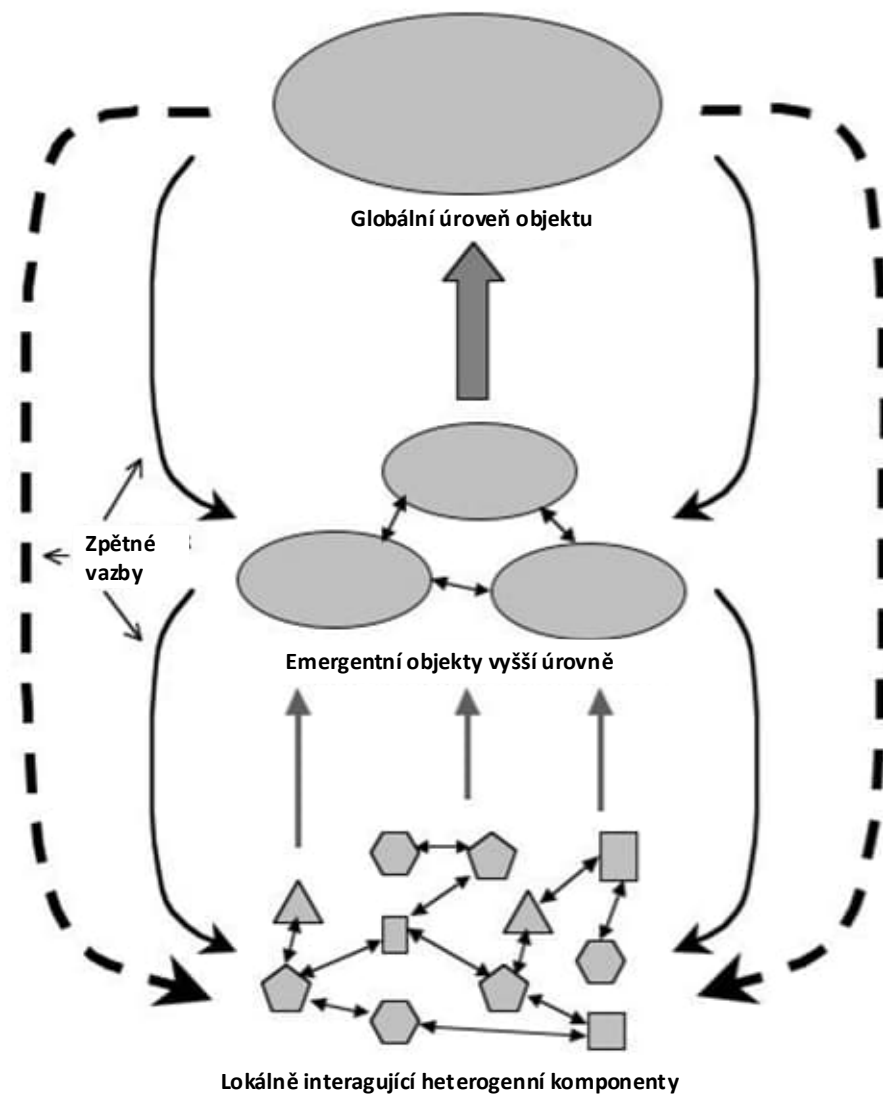 Globální úroveň objektu
Zpětné
vazby
Emergentní objekty vyšší úrovně
Lokálně interagující heterogenní komponenty